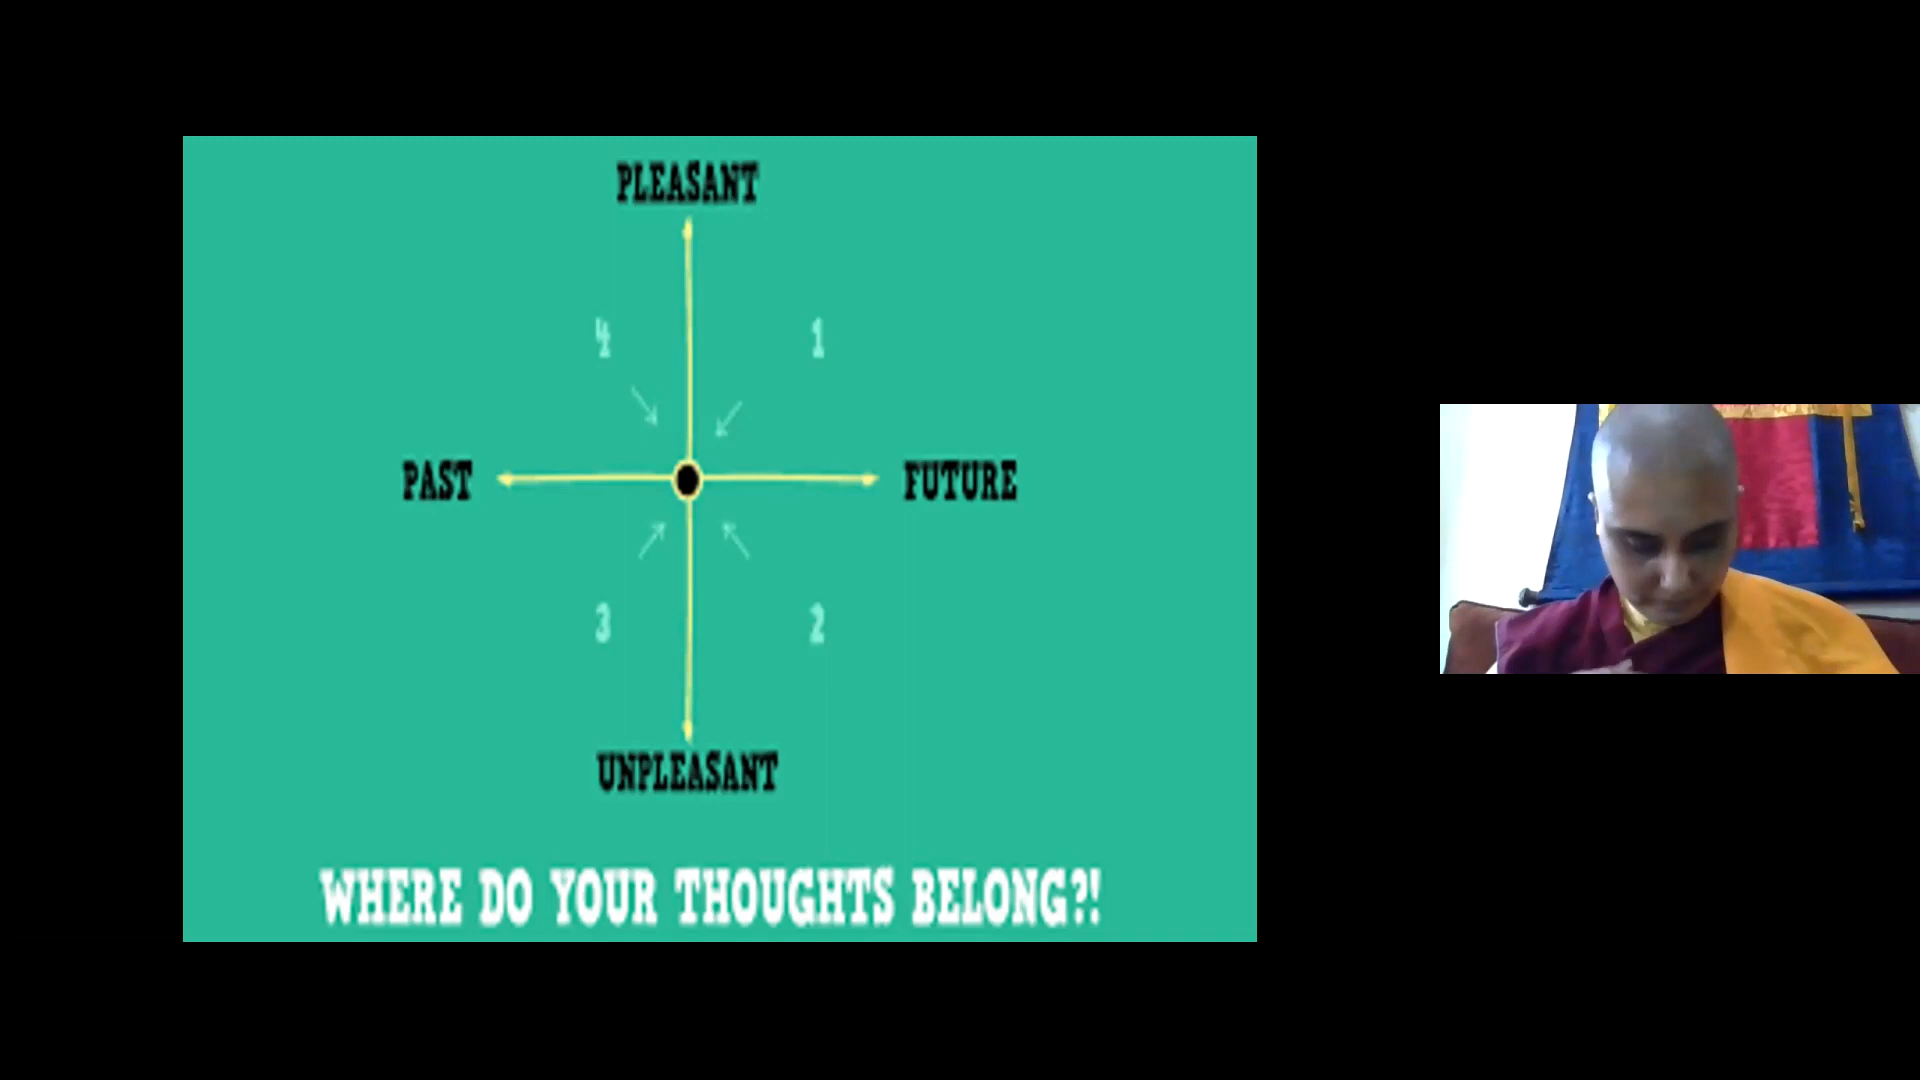 PLEASANT
4 1
PAST FUTURE
3 2
UNPLEASANT
WHERE DO YOUR THOUGHTS BELONG?!